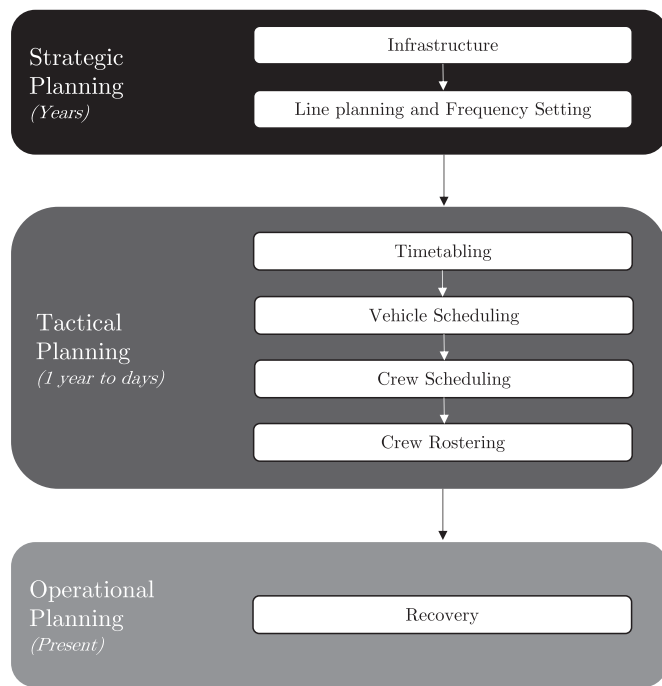 Strategic
Planning
(Years)
Infrastructure
Line planning and Frequency Setting
Tactical
Planning
(1 year to days)
Timetabling
Vehicle Scheduling
Crew Scheduling
Crew Rostering
Operational
Planning
(Present)
Recovery